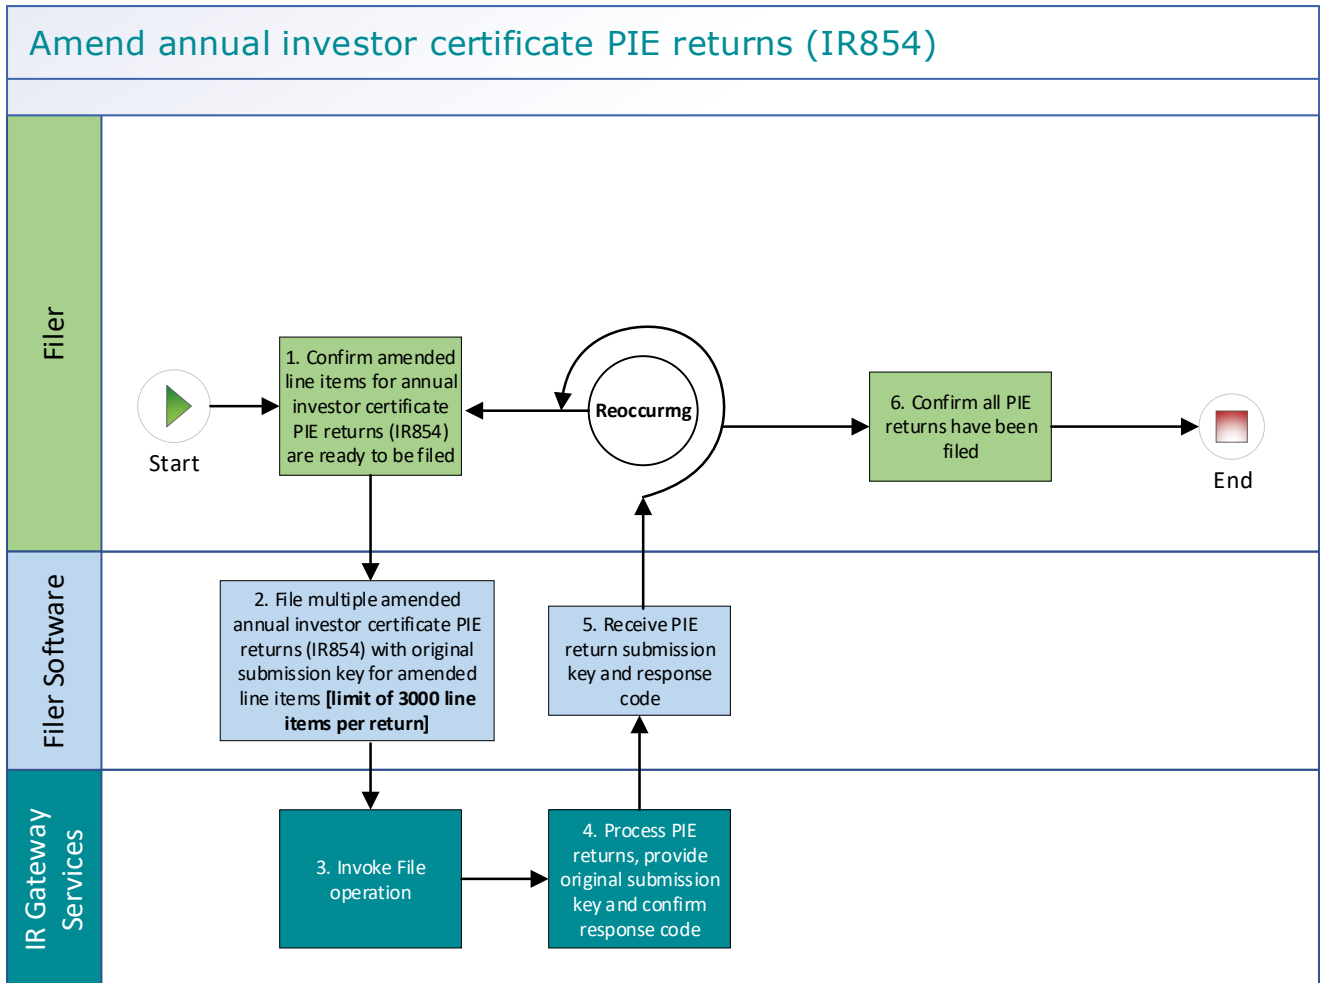 Amend annual investor certificate PIE returns (IR854)
Filer
Start
1. Confirm amended
line items for annual
investor certificate
PIE returns (IR854)
are ready to be filed
Reoccurmg
6. Confirm all PIE
returns have been
filed
End
Filer Software
2. File multiple amended
annual investor certificate PIE
returns (IR854) with original
submission key for amended
line items [limit of 3000 line
items per return]
5. Receive PIE
return submission
key and response
code
IR Gateway
Services
3. Invoke File
operation
4. Process PIE
returns, provide
original submission
key and confirm
response code